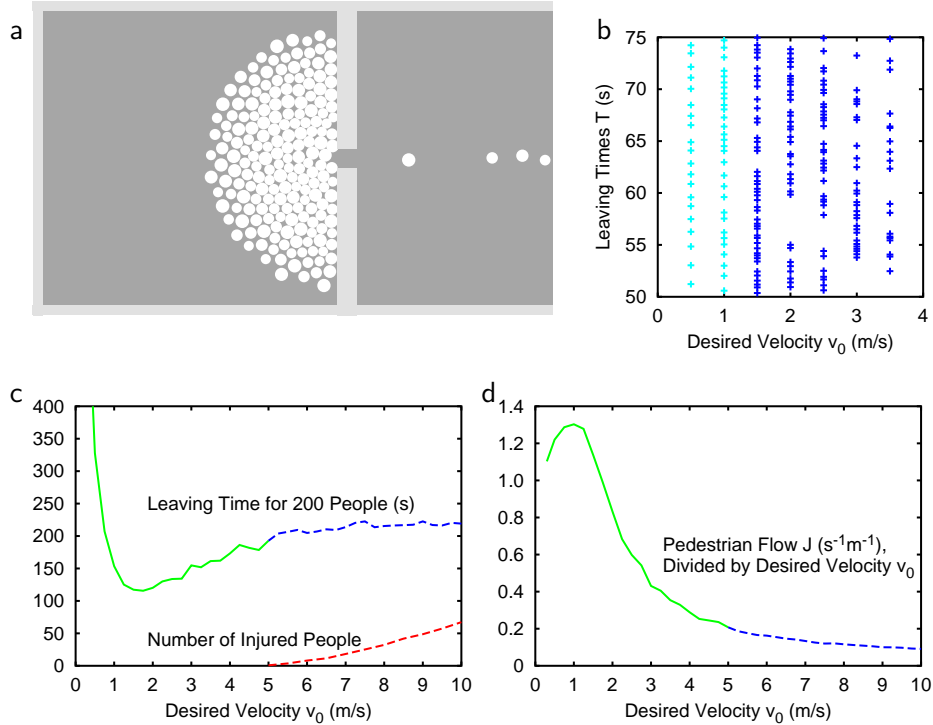 a
b
75
70
65
60
55
50
Leaving Times T (s)
0 1 2 3 4
Desired Velocity v₀ (m/s)
c
400
350
300
250
200
150
100
50
0
Leaving Time for 200 People (s)
Number of Injured People
0 1 2 3 4 5 6 7 8 9 10
Desired Velocity v₀ (m/s)
d
1.4
1.2
1
0.8
0.6
0.4
0.2
0
Pedestrian Flow J (s⁻¹m⁻¹),
Divided by Desired Velocity v₀
0 1 2 3 4 5 6 7 8 9 10
Desired Velocity v₀ (m/s)